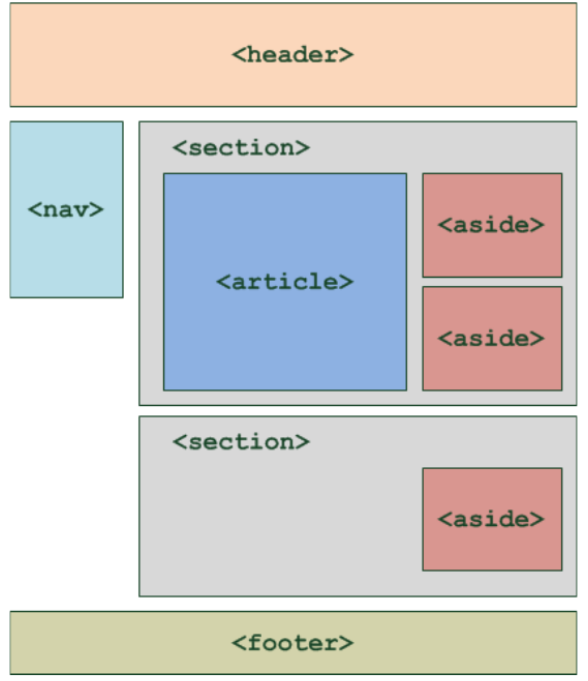 <header>
<nav>
<section>
<article>
<aside>
<aside>
<section>
<aside>
<footer>